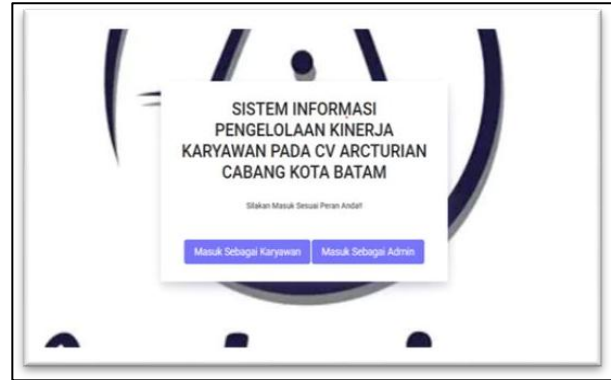 SISTEM INFORMASI
PENGELOLAAN KINERJA
KARYAWAN PADA CV ARCTURIAN
CABANG KOTA BATAM
Silakan Masuk Sesuai Peran Anda!!
Masuk Sebagai Karyawan Masuk Sebagai Admin